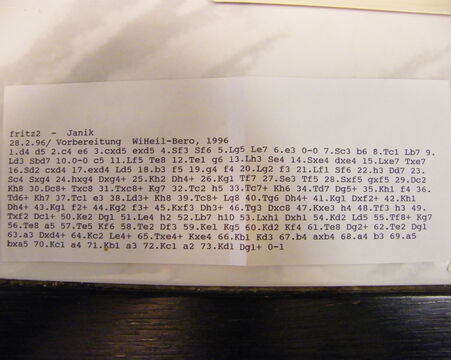 fritz2 - Janik
28.2.96/ Vorbereitung WiHeil-Bero, 1996
1.d4 d5 2.c4 e6 3.cxd5 exd5 4.Sf3 Sf6 5.Lg5 Le7 6.e3 0-0 7.Sc3 b6 8.Tc1 Lb7 9.
Ld3 Sbd7 10.0-0 c5 11.Lf5 Te8 12.Te1 g6 13.Lh3 Se4 14.Sxe4 dxe4 15.Lxe7 Txe7
16.Sd2 cxd4 17.exd4 Ld5 18.b3 f5 19.g4 f4 20.Lg2 f3 21.Lf1 Sf6 22.h3 Dd7 23.
Sc4 Sxg4 24.hxg4 Dxg4+ 25.Kh2 Dh4+ 26.Kg1 Tf7 27.Se3 Tf5 28.Sxf5 gxf5 29.Dc2
Kh8 30.Dc8+ Txc8 31.Txc8+ Kg7 32.Tc2 h5 33.Tc7+ Kh6 34.Td7 Dg5+ 35.Kh1 f4 36.
Td6+ Kh7 37.Tc1 e3 38.Ld3+ Kh8 39.Tc8+ Lg8 40.Tg6 Dh4+ 41.Kg1 Dxf2+ 42.Kh1
Dh4+ 43.Kg1 f2+ 44.Kg2 f3+ 45.Kxf3 Dh3+ 46.Tg3 Dxc8 47.Kxe3 h4 48.Tf3 h3 49.
Txf2 Dc1+ 50.Ke2 Dg1 51.Le4 h2 52.Lb7 h1D 53.Lxh1 Dxh1 54.Kd2 Ld5 55.Tf8+ Kg7
56.Te8 a5 57.Te5 Kf6 58.Te2 Df3 59.Ke1 Kg5 60.Kd2 Kf4 61.Te8 Dg2+ 62.Te2 Dg1
63.a3 Dxd4+ 64.Kc2 Le4+ 65.Txe4+ Kxe4 66.Kb1 Kd3 67.b4 axb4 68.a4 b3 69.a5
bxa5 70.Kc1 a4 71.Kb1 a3 72.Kc1 a2 73.Kd1 Dg1+ 0-1